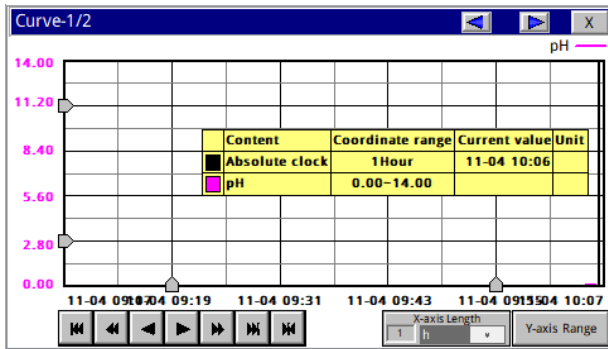 Curve-1/2
X
pH
14.00
11.20
8.40
5.60
2.80
0.00
Content Coordinate range Current value Unit
Absolute clock 1Hour 11-04 10:06
pH 0.00~14.00
11-04 09:19 11-04 09:31 11-04 09:43 11-04 10:07
X-axis Length
1 h
Y-axis Range